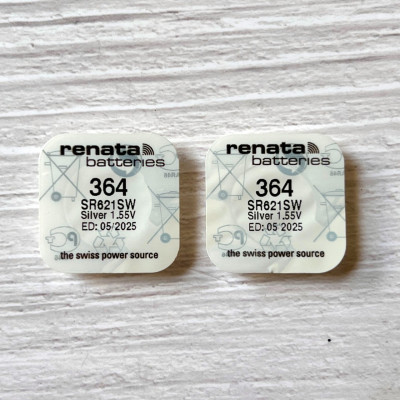 renata
batteries
364
SR621SW
Silver 1.55V
ED: 05/2025
the swiss power source
renata
batteries
364
SR621SW
Silver 1.55V
ED: 05 2025
the swiss power source